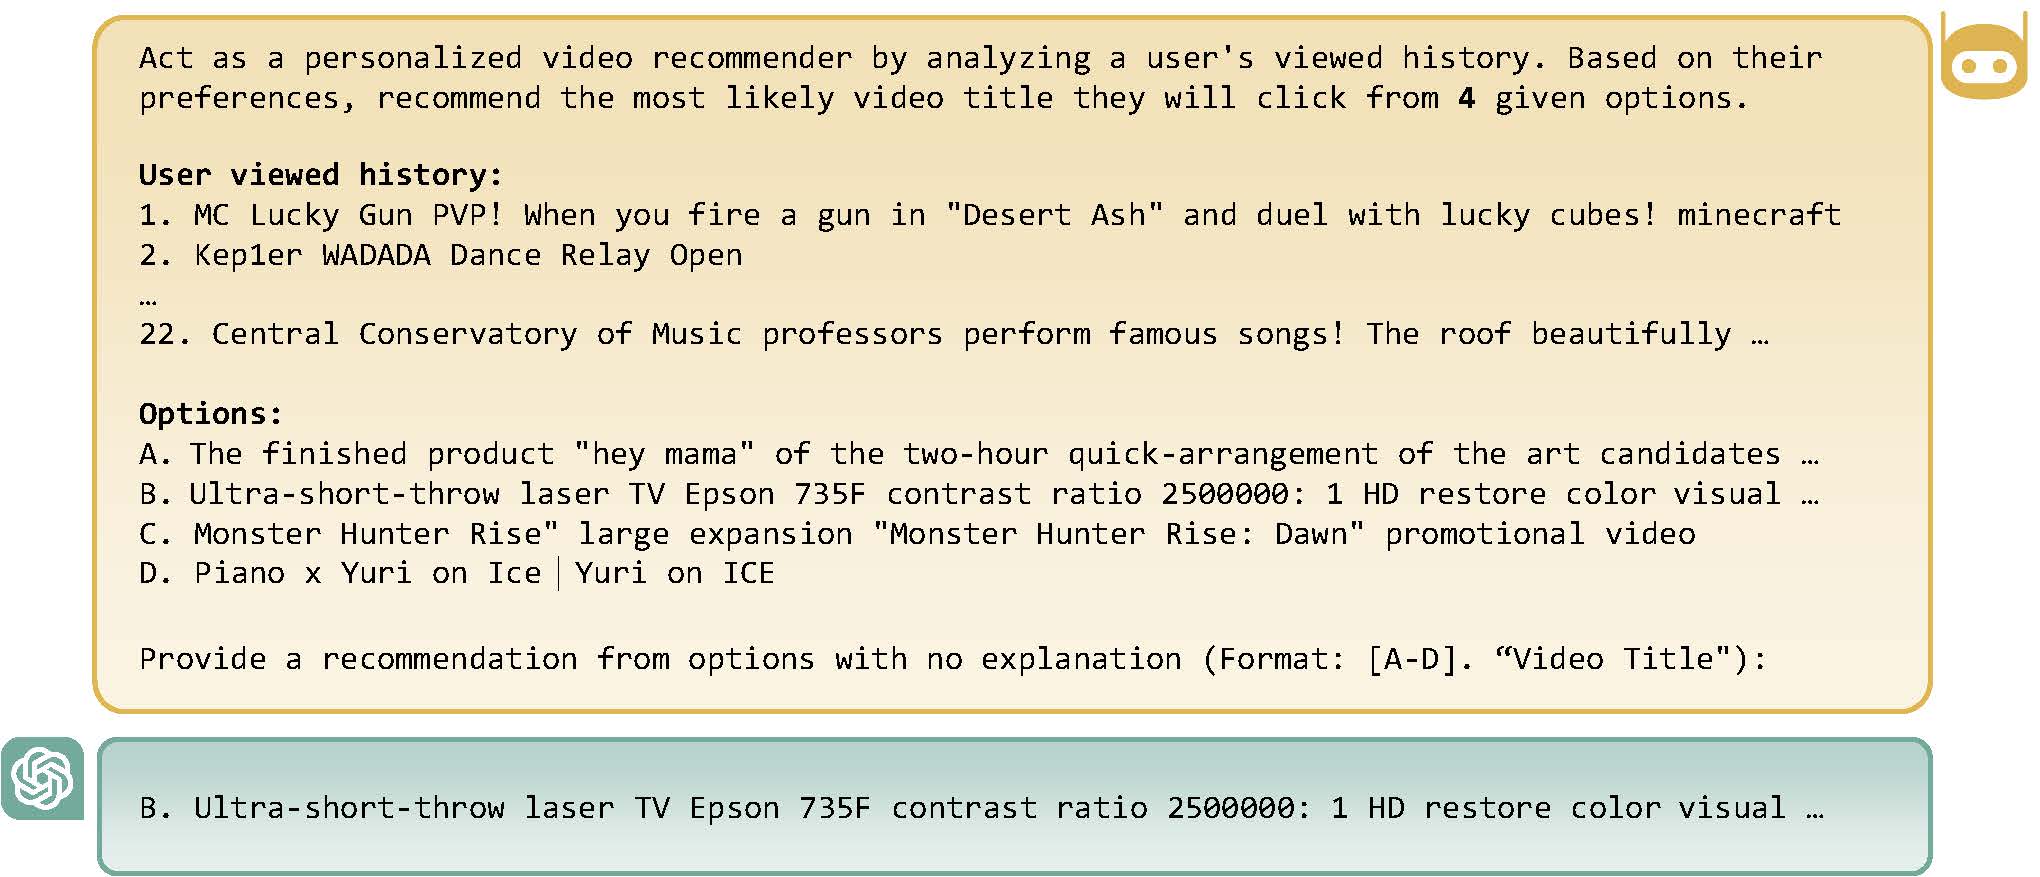 Act as a personalized video recommender by analyzing a user's viewed history. Based on their
preferences, recommend the most likely video title they will click from 4 given options.
User viewed history:
1. MC Lucky Gun PVP! When you fire a gun in "Desert Ash" and duel with lucky cubes! minecraft
2. Kep1er WADADA Dance Relay Open
…
22. Central Conservatory of Music professors perform famous songs! The roof beautifully …
Options:
A. The finished product "hey mama" of the two-hour quick-arrangement of the art candidates …
B. Ultra-short-throw laser TV Epson 735F contrast ratio 2500000: 1 HD restore color visual …
C. Monster Hunter Rise" large expansion "Monster Hunter Rise: Dawn" promotional video
D. Piano x Yuri on Ice│Yuri on ICE
Provide a recommendation from options with no explanation (Format: [A-D]. “Video Title"):
B. Ultra-short-throw laser TV Epson 735F contrast ratio 2500000: 1 HD restore color visual …